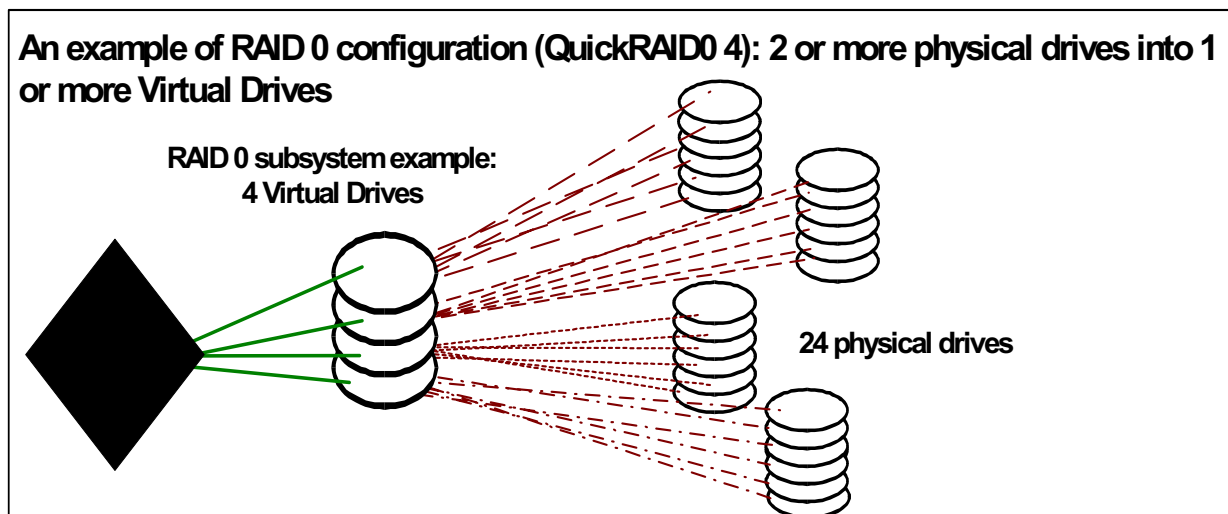 An example of RAID 0 configuration (QuickRAID0 4): 2 or more physical drives into 1
or more Virtual Drives
RAID 0 subsystem example:
4 Virtual Drives
24 physical drives